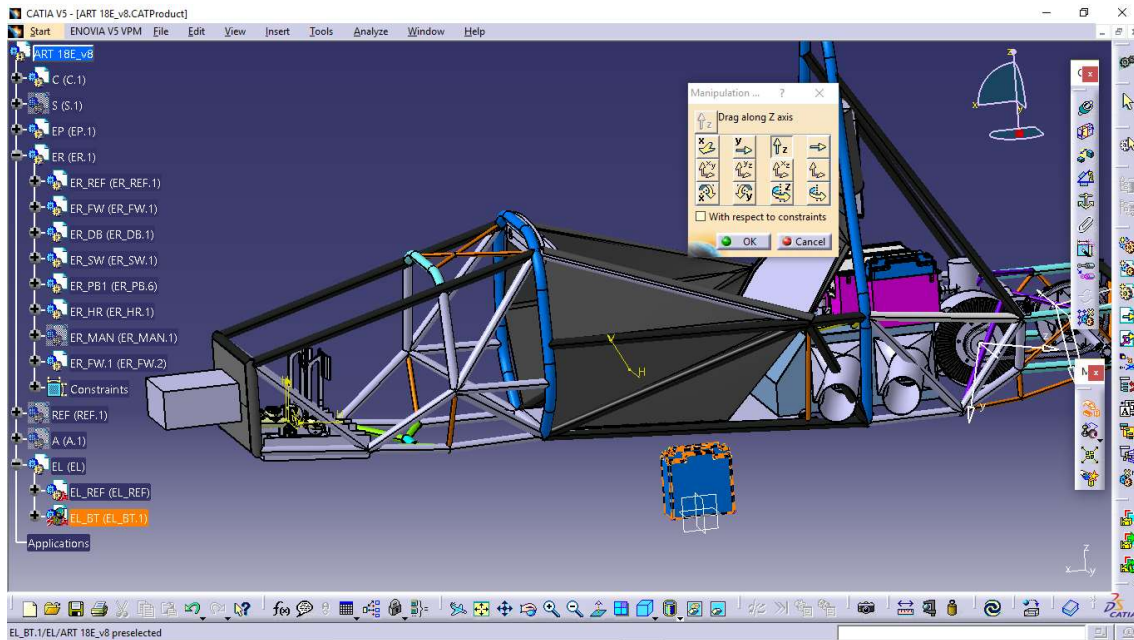 CATIA V5 - [ART 18E_v8.CATProduct]
Start ENOVIA V5 VPM File Edit View Insert Tools Analyze Window Help
ART 18E_v8
C (C.1)
S (S.1)
EP (EP.1)
ER (ER.1)
ER_REF (ER_REF.1)
ER_FW (ER_FW.1)
ER_DB (ER_DB.1)
ER_SW (ER_SW.1)
ER_PB1 (ER_PB.6)
ER_HR (ER_HR.1)
ER_MAN (ER_MAN.1)
ER_FW.1 (ER_FW.2)
Constraints
REF (REF.1)
A (A.1)
EL (EL)
EL_REF (EL_REF)
EL_BT (EL_BT.1)
Applications
Manipulation ... ?
Drag along Z axis
With respect to constraints
OK Cancel
V
H
z
x
y
y
z
x y
f(x)
CATIA
EL_BT.1/EL/ART 18E_v8 preselected